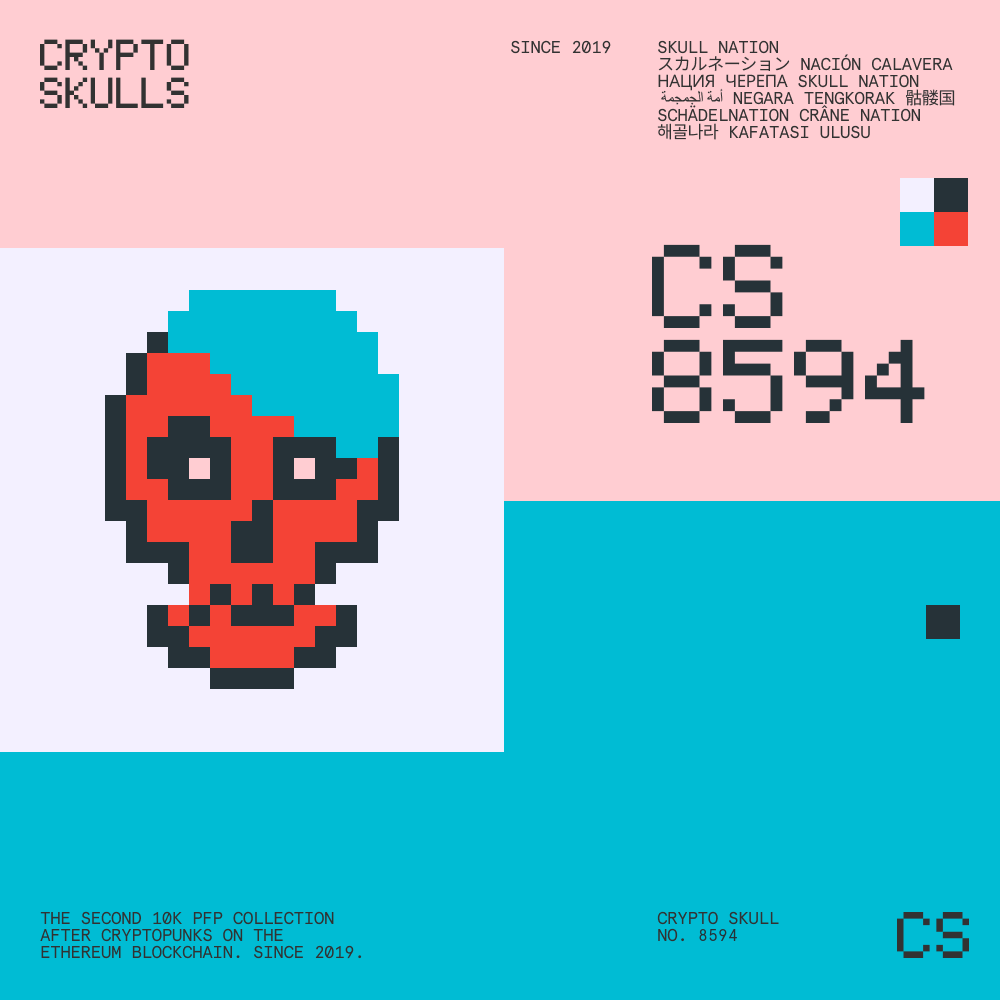 CRYPTO
SKULLS
SINCE 2019
SKULL NATION
スカルネーション NACIÓN CALAVERA
НАЦИЯ ЧЕРЕПА SKULL NATION
أمة الجمجمة NEGARA TENGKORAK 骷髅国
SCHÄDELNATION CRÂNE NATION
해골나라 KAFATASI ULUSU
CS
8594
THE SECOND 10K PFP COLLECTION
AFTER CRYPTOPUNKS ON THE
ETHEREUM BLOCKCHAIN. SINCE 2019.
CRYPTO SKULL
NO. 8594
CS